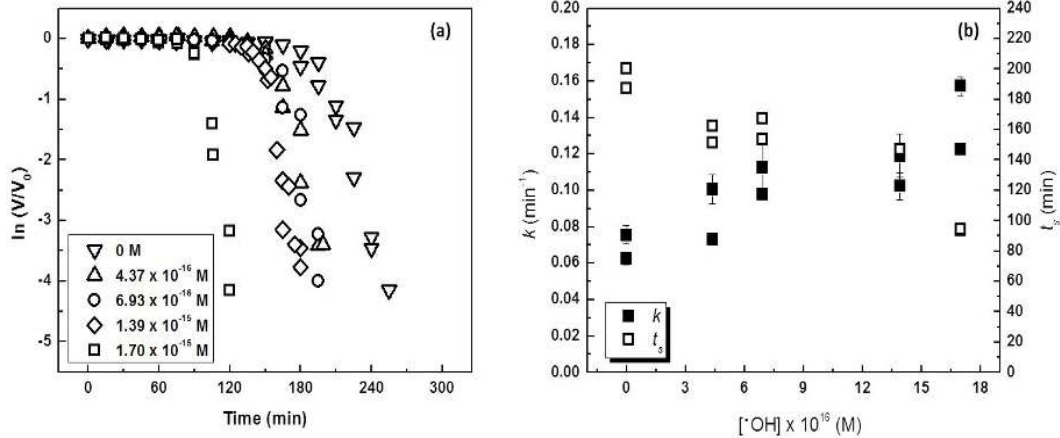 (a)
0
-1
-2
-3
-4
-5
ln (V/V₀)
0 M
4.37 x 10⁻¹⁶ M
6.93 x 10⁻¹⁶ M
1.39 x 10⁻¹⁵ M
1.70 x 10⁻¹⁵ M
0 60 120 180 240 300
Time (min)
(b)
0.20
0.18
0.16
0.14
0.12
0.10
0.08
0.06
0.04
0.02
0.00
k (min⁻¹)
k
tₛ
240
220
200
180
160
140
120
100
80
60
40
20
0
tₛ (min)
0 3 6 9 12 15 18
[•OH] x 10¹⁶ (M)